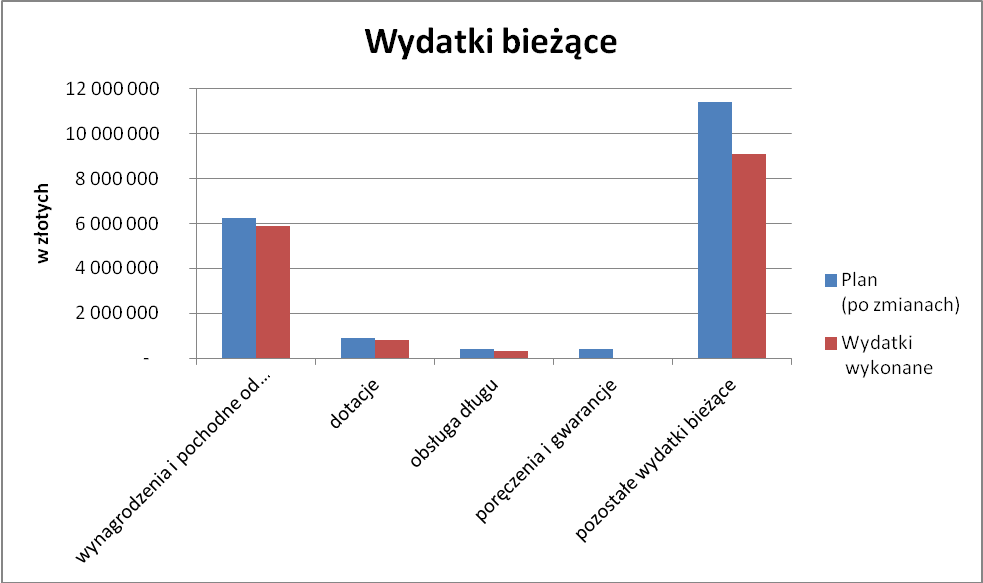 Wydatki bieżące
12 000 000
10 000 000
8 000 000
6 000 000
4 000 000
2 000 000
-
w złotych
wynagrodzenia i pochodne od...
dotacje
obsługa długu
poręczenia i gwarancje
pozostałe wydatki bieżące
Plan
(po zmianach)
Wydatki
wykonane